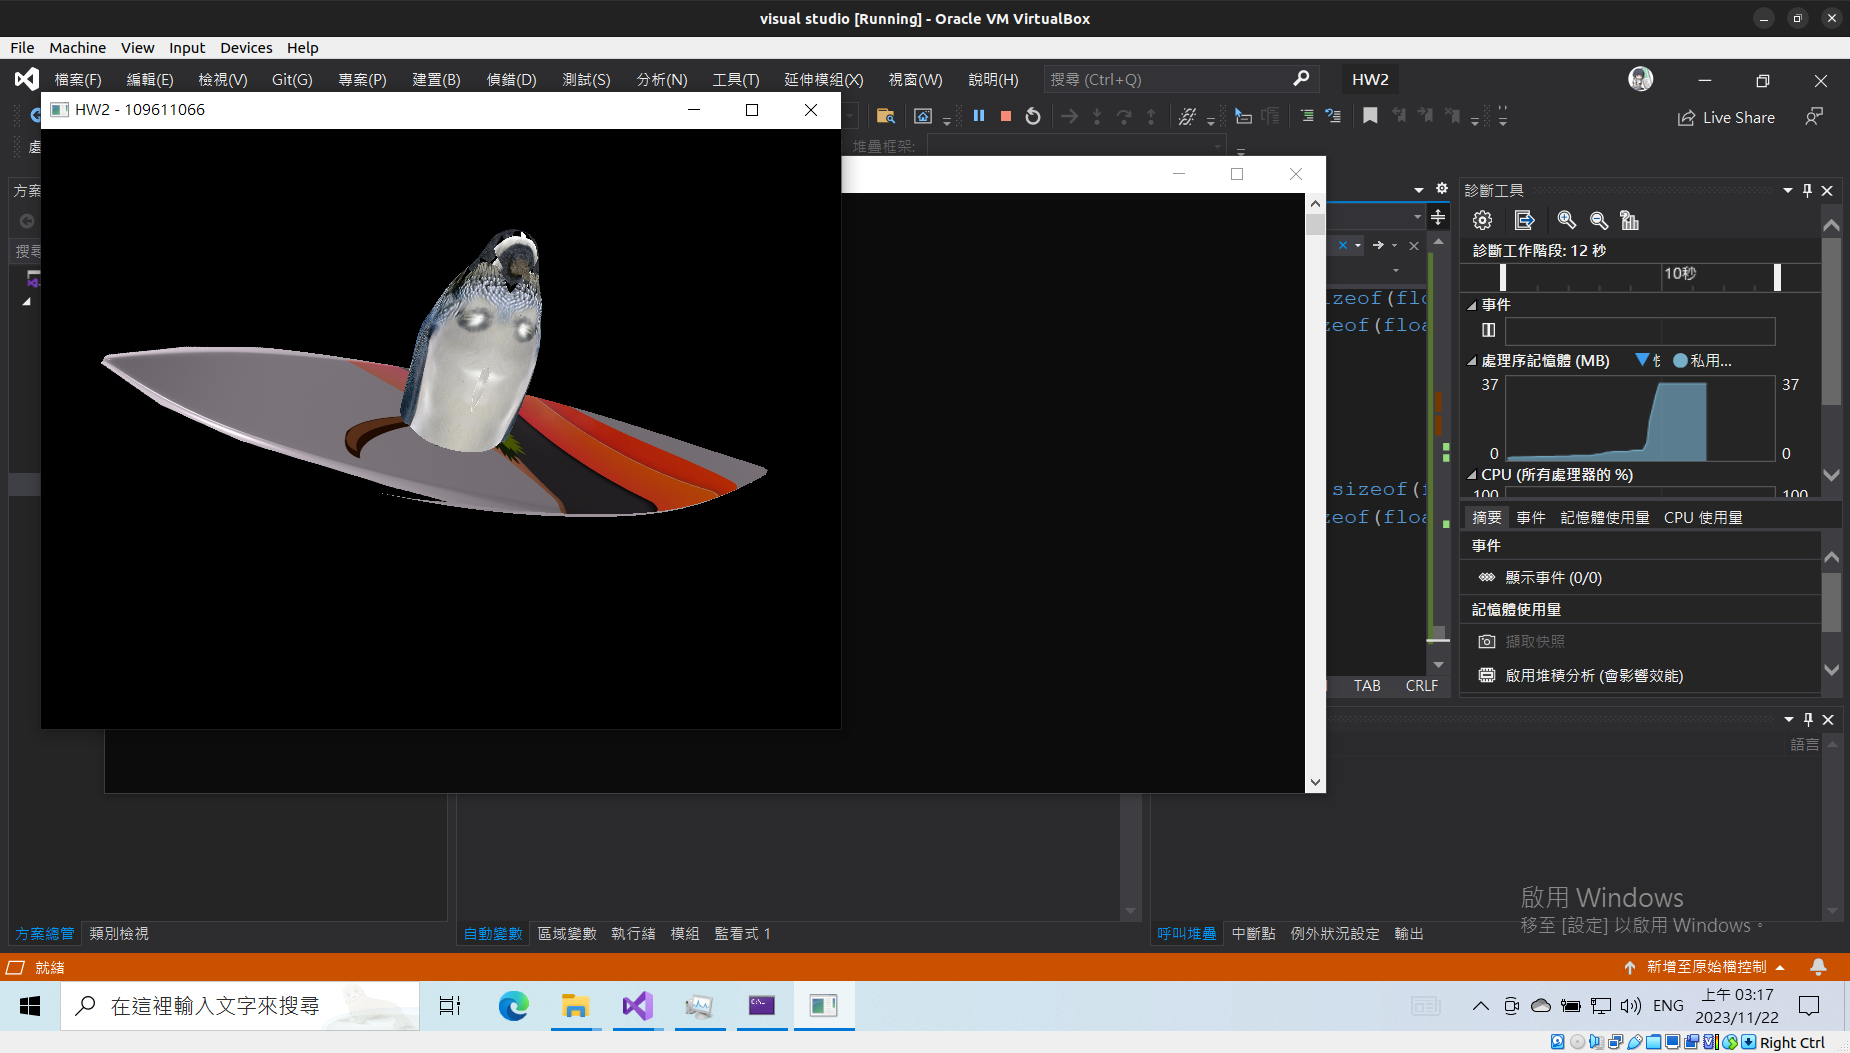 visual studio [Running] - Oracle VM VirtualBox
File Machine View Input Devices Help
檔案(F) 編輯(E) 檢視(V) Git(G) 專案(P) 建置(B) 偵錯(D) 測試(S) 分析(N) 工具(T) 延伸模組(X) 視窗(W) 說明(H) 搜尋 (Ctrl+Q) HW2
HW2 - 109611066
Live Share
處
堆疊框架:
方案
診斷工具
搜尋
診斷工作階段: 12 秒
10秒
izeof(flo
事件
zeof(floa
處理序記憶體 (MB) 私用...
37 37
0 0
CPU (所有處理器的 %)
100 100
sizeof(f
zeof(floa
摘要 事件 記憶體使用量 CPU 使用量
事件
顯示事件 (0/0)
記憶體使用量
擷取快照
啟用堆積分析 (會影響效能)
TAB CRLF
語言
啟用 Windows
移至 [設定] 以啟用 Windows。
方案總管 類別檢視 自動變數 區域變數 執行緒 模組 監看式 1 呼叫堆疊 中斷點 例外狀況設定 輸出
就緒 新增至原始檔控制
在這裡輸入文字來搜尋 ENG 上午 03:17
2023/11/22
Right Ctrl